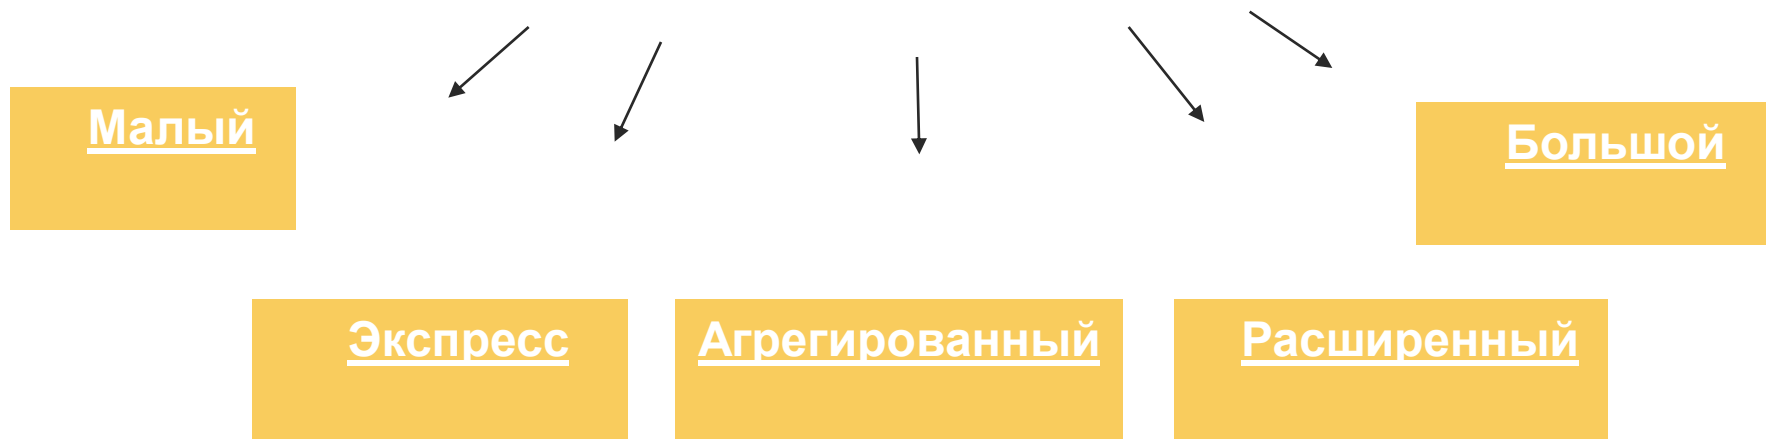 Малый
Большой
Экспресс
Агрегированный
Расширенный